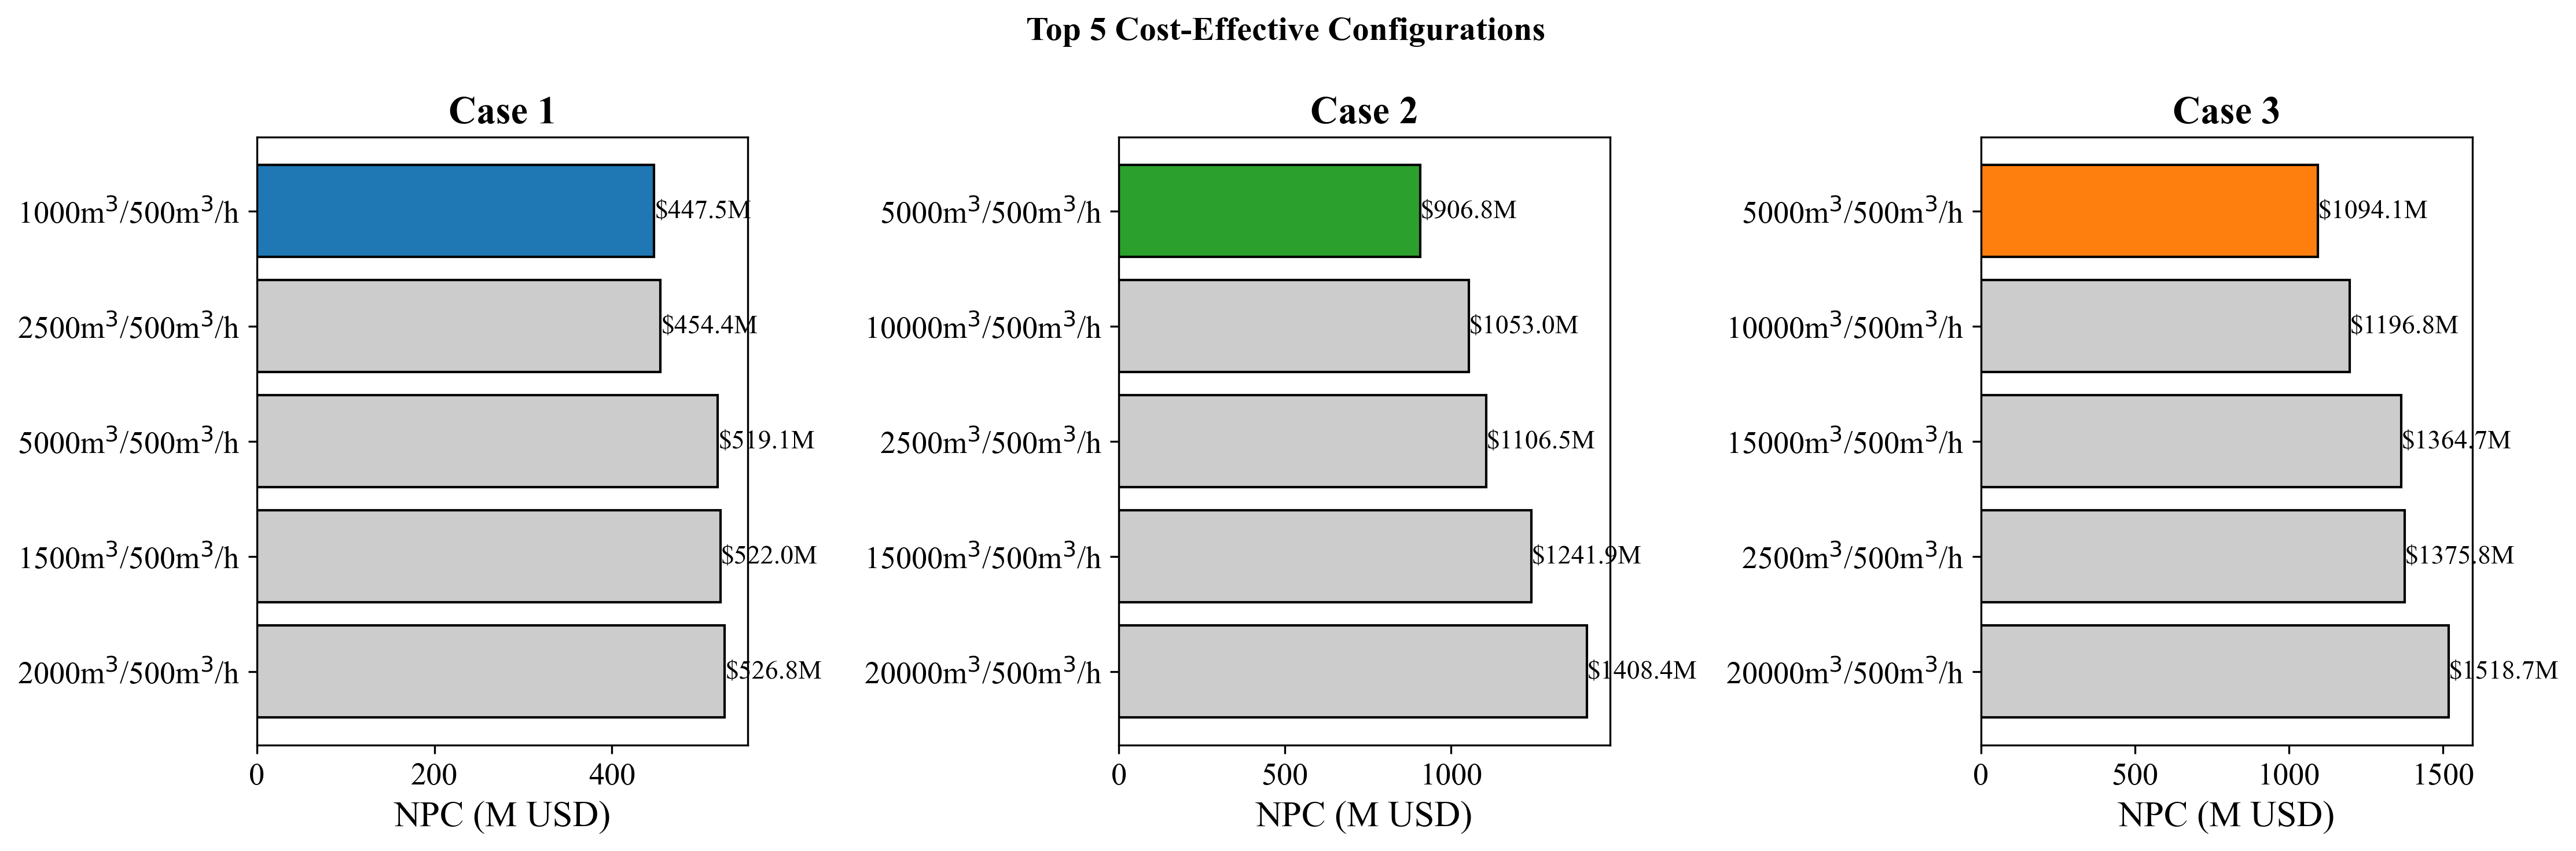 Top 5 Cost-Effective Configurations
Case 1
1000m³/500m³/h
$447.5M
2500m³/500m³/h
$454.4M
5000m³/500m³/h
$519.1M
1500m³/500m³/h
$522.0M
2000m³/500m³/h
$526.8M
0 200 400
NPC (M USD)
Case 2
5000m³/500m³/h
$906.8M
10000m³/500m³/h
$1053.0M
2500m³/500m³/h
$1106.5M
15000m³/500m³/h
$1241.9M
20000m³/500m³/h
$1408.4M
0 500 1000
NPC (M USD)
Case 3
5000m³/500m³/h
$1094.1M
10000m³/500m³/h
$1196.8M
15000m³/500m³/h
$1364.7M
2500m³/500m³/h
$1375.8M
20000m³/500m³/h
$1518.7M
0 500 1000 1500
NPC (M USD)